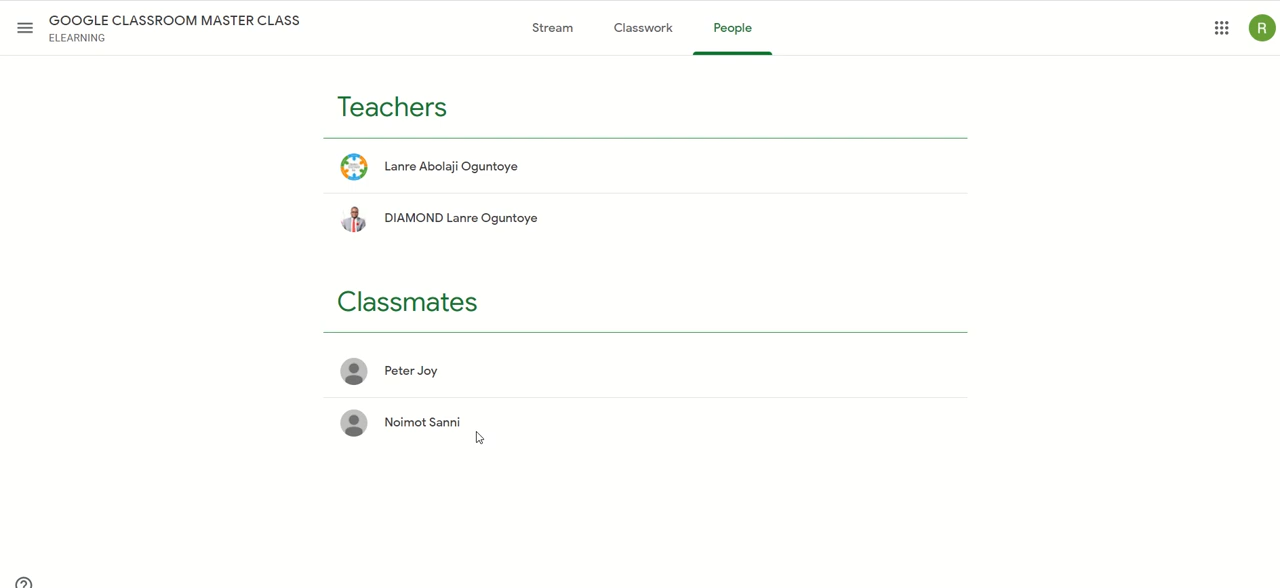 GOOGLE CLASSROOM MASTER CLASS
ELEARNING
Stream
Classwork
People
R
Teachers
Lanre Abolaji Oguntoye
DIAMOND Lanre Oguntoye
Classmates
Peter Joy
Noimot Sanni